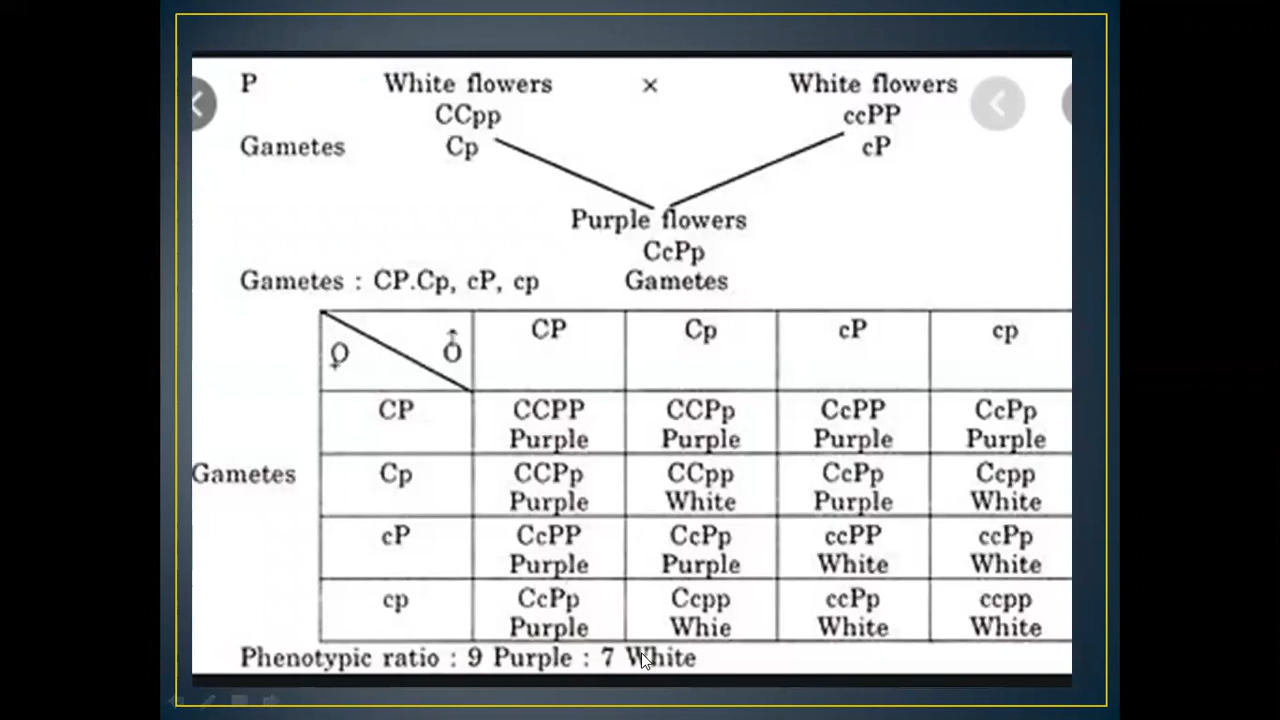 P White flowers × White flowers
CCpp ccPP
Gametes Cp cP
Purple flowers
CcPp
Gametes : CP.Cp, cP, cp Gametes
♀ ♂ CP Cp cP cp
CP CCPP CCPp CcPP CcPp
Purple Purple Purple Purple
Gametes Cp CCPp CCpp CcPp Ccpp
Purple White Purple White
cP CcPP CcPp ccPP ccPp
Purple Purple White White
cp CcPp Ccpp ccPp ccpp
Purple Whie White White
Phenotypic ratio : 9 Purple : 7 White